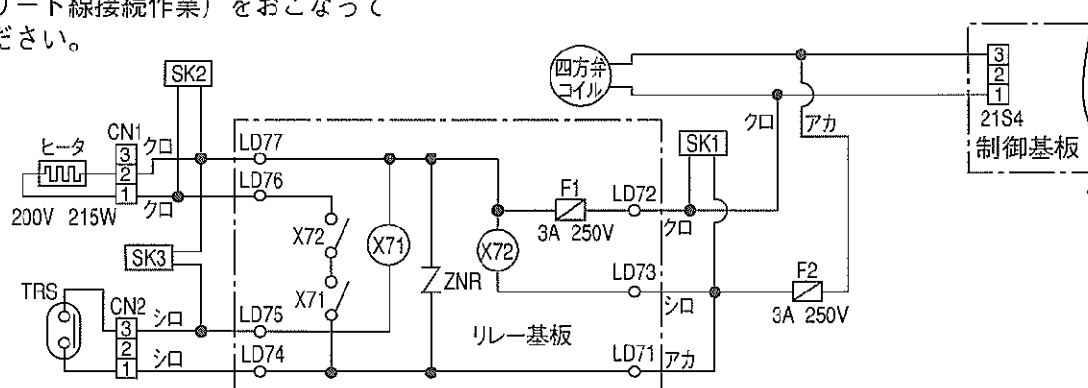 リード線接続作業）をおこなって
ださい。
SK2
四方弁
コイル
3
2
1
21S4
制御基板
CN1
クロ
ヒータ
3
2
1
クロ
200V 215W
LD77
LD76
クロ
アカ
SK1
F1
LD72
3A 250V
クロ
X72
X71
X72
SK3
ZNR
LD73
シロ
F2
3A 250V
TRS
CN2
シロ
3
2
1
シロ
X71
LD75
LD74
リレー基板
LD71
アカ